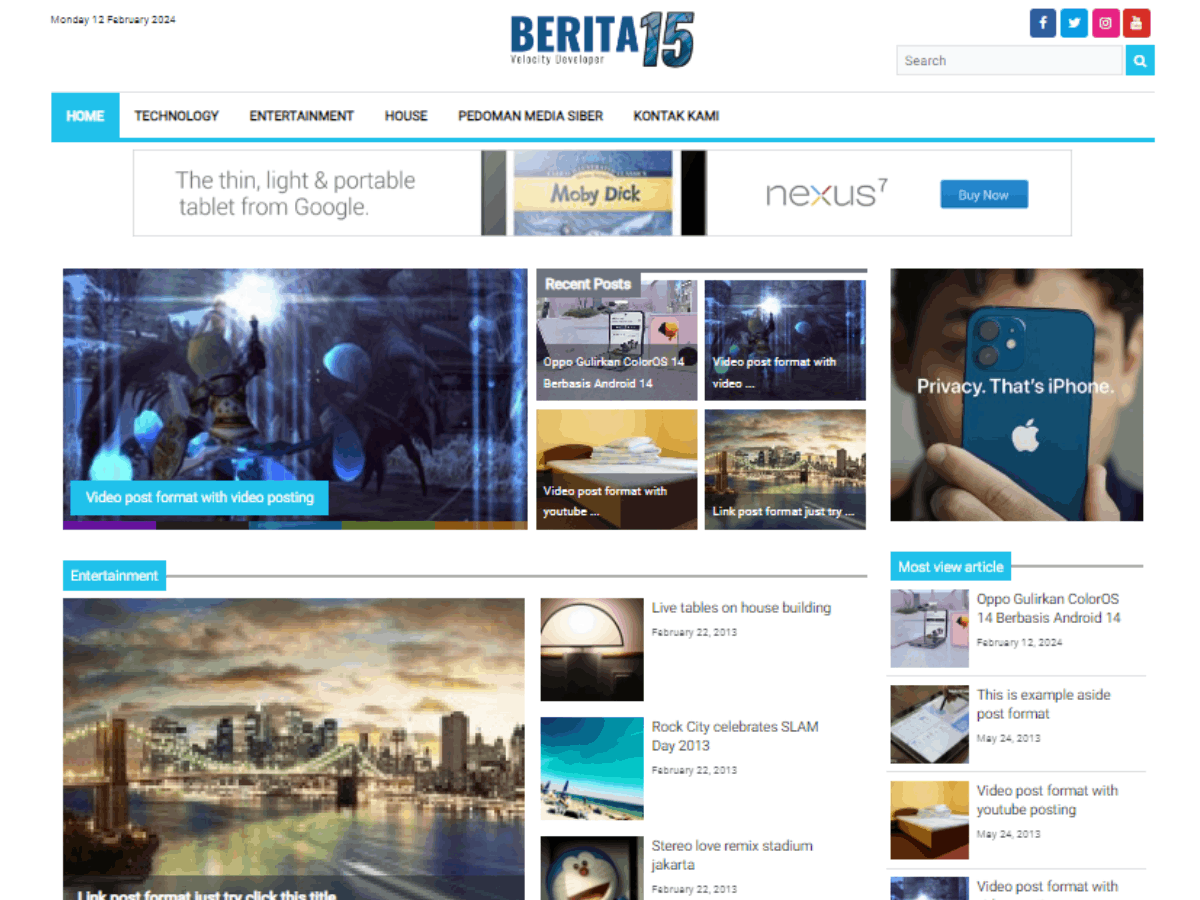 Monday 12 February 2024
BERITA15
Velocity Developer
Search
HOME
TECHNOLOGY
ENTERTAINMENT
HOUSE
PEDOMAN MEDIA SIBER
KONTAK KAMI
The thin, light & portable
tablet from Google.
Moby Dick
nexus7
Buy Now
Video post format with video posting
Recent Posts
Oppo Gulirkan ColorOS 14
Berbasis Android 14
Video post format with
video ...
Video post format with
youtube ...
Link post format just try ...
Privacy. That's iPhone.
Entertainment
Link post format just try click this title
Live tables on house building
February 22, 2013
Rock City celebrates SLAM
Day 2013
February 22, 2013
Stereo love remix stadium
jakarta
February 22, 2013
Most view article
Oppo Gulirkan ColorOS
14 Berbasis Android 14
February 12, 2024
This is example aside
post format
May 24, 2013
Video post format with
youtube posting
May 24, 2013
Video post format with